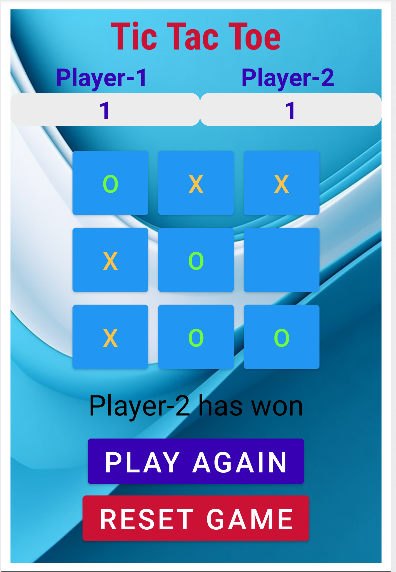 Tic Tac Toe
Player-1 Player-2
1 1
O X X
X O
X O O
Player-2 has won
PLAY AGAIN
RESET GAME